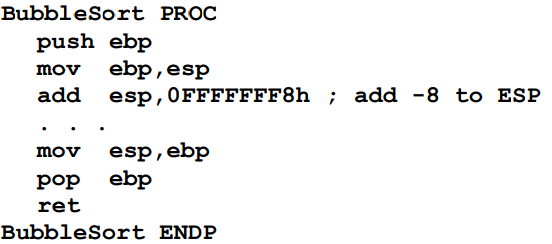 BubbleSort PROC
push ebp
mov ebp,esp
add esp,0FFFFFFF8h ; add -8 to ESP
. . .
mov esp,ebp
pop ebp
ret
BubbleSort ENDP